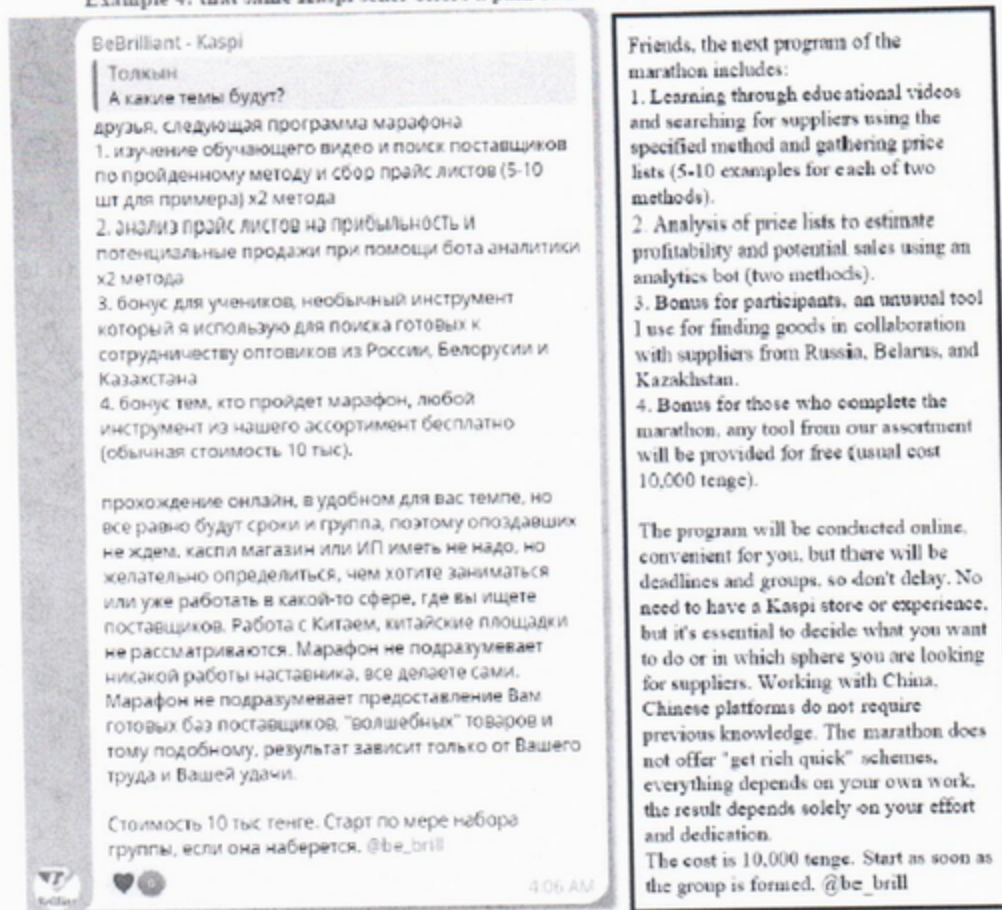 Example 4: that same Kaspi
BeBrilliant - Kaspi
Толкын
А какие темы будут?
друзья, следующая программа марафона
1. изучение обучающего видео и поиск поставщиков
по пройденному методу и сбор прайс листов (5-10
шт для примера) x2 метода
2. анализ прайс листов на прибыльность и
потенциальные продажи при помощи бота аналитики
x2 метода
3. бонус для учеников, необычный инструмент
который я использую для поиска готовых к
сотрудничеству оптовиков из России, Белорусии и
Казахстана
4. бонус тем, кто пройдет марафон, любой
инструмент из нашего ассортимент бесплатно
(обычная стоимость 10 тыс).
прохождение онлайн, в удобном для вас темпе, но
все равно будут сроки и группа, поэтому опоздавших
не ждем, каспи магазин или ИП иметь не надо, но
желательно определиться, чем хотите заниматься
или уже работать в какой-то сфере, где вы ищете
поставщиков. Работа с Китаем, китайские площадки
не рассматриваются. Марафон не подразумевает
никакой работы наставника, все делаете сами.
Марафон не подразумевает предоставление Вам
готовых баз поставщиков, "волшебных" товаров и
тому подобному, результат зависит только от Вашего
труда и Вашей удачи.
Стоимость 10 тыс тенге. Старт по мере набора
группы, если она наберется. @be_brill
4:06 AM
Friends, the next program of the
marathon includes:
1. Learning through educational videos
and searching for suppliers using the
specified method and gathering price
lists (5-10 examples for each of two
methods).
2. Analysis of price lists to estimate
profitability and potential sales using an
analytics bot (two methods).
3. Bonus for participants, an unusual tool
I use for finding goods in collaboration
with suppliers from Russia, Belarus, and
Kazakhstan.
4. Bonus for those who complete the
marathon, any tool from our assortment
will be provided for free (usual cost
10,000 tenge).
The program will be conducted online,
convenient for you, but there will be
deadlines and groups, so don't delay. No
need to have a Kaspi store or experience,
but it's essential to decide what you want
to do or in which sphere you are looking
for suppliers. Working with China,
Chinese platforms do not require
previous knowledge. The marathon does
not offer "get rich quick" schemes,
everything depends on your own work,
the result depends solely on your effort
and dedication.
The cost is 10,000 tenge. Start as soon as
the group is formed. @be_brill